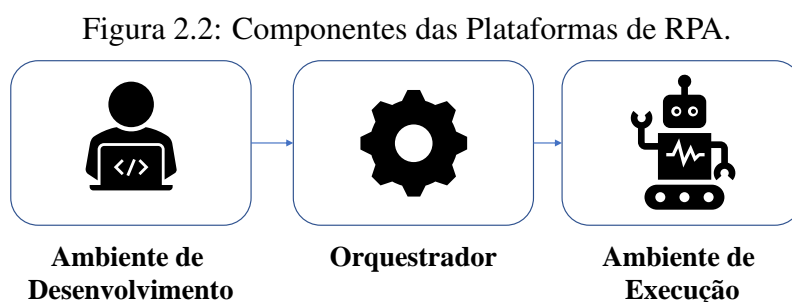 Figura 2.2: Componentes das Plataformas de RPA.
</>
Ambiente de
Desenvolvimento
Orquestrador
Ambiente de
Execução